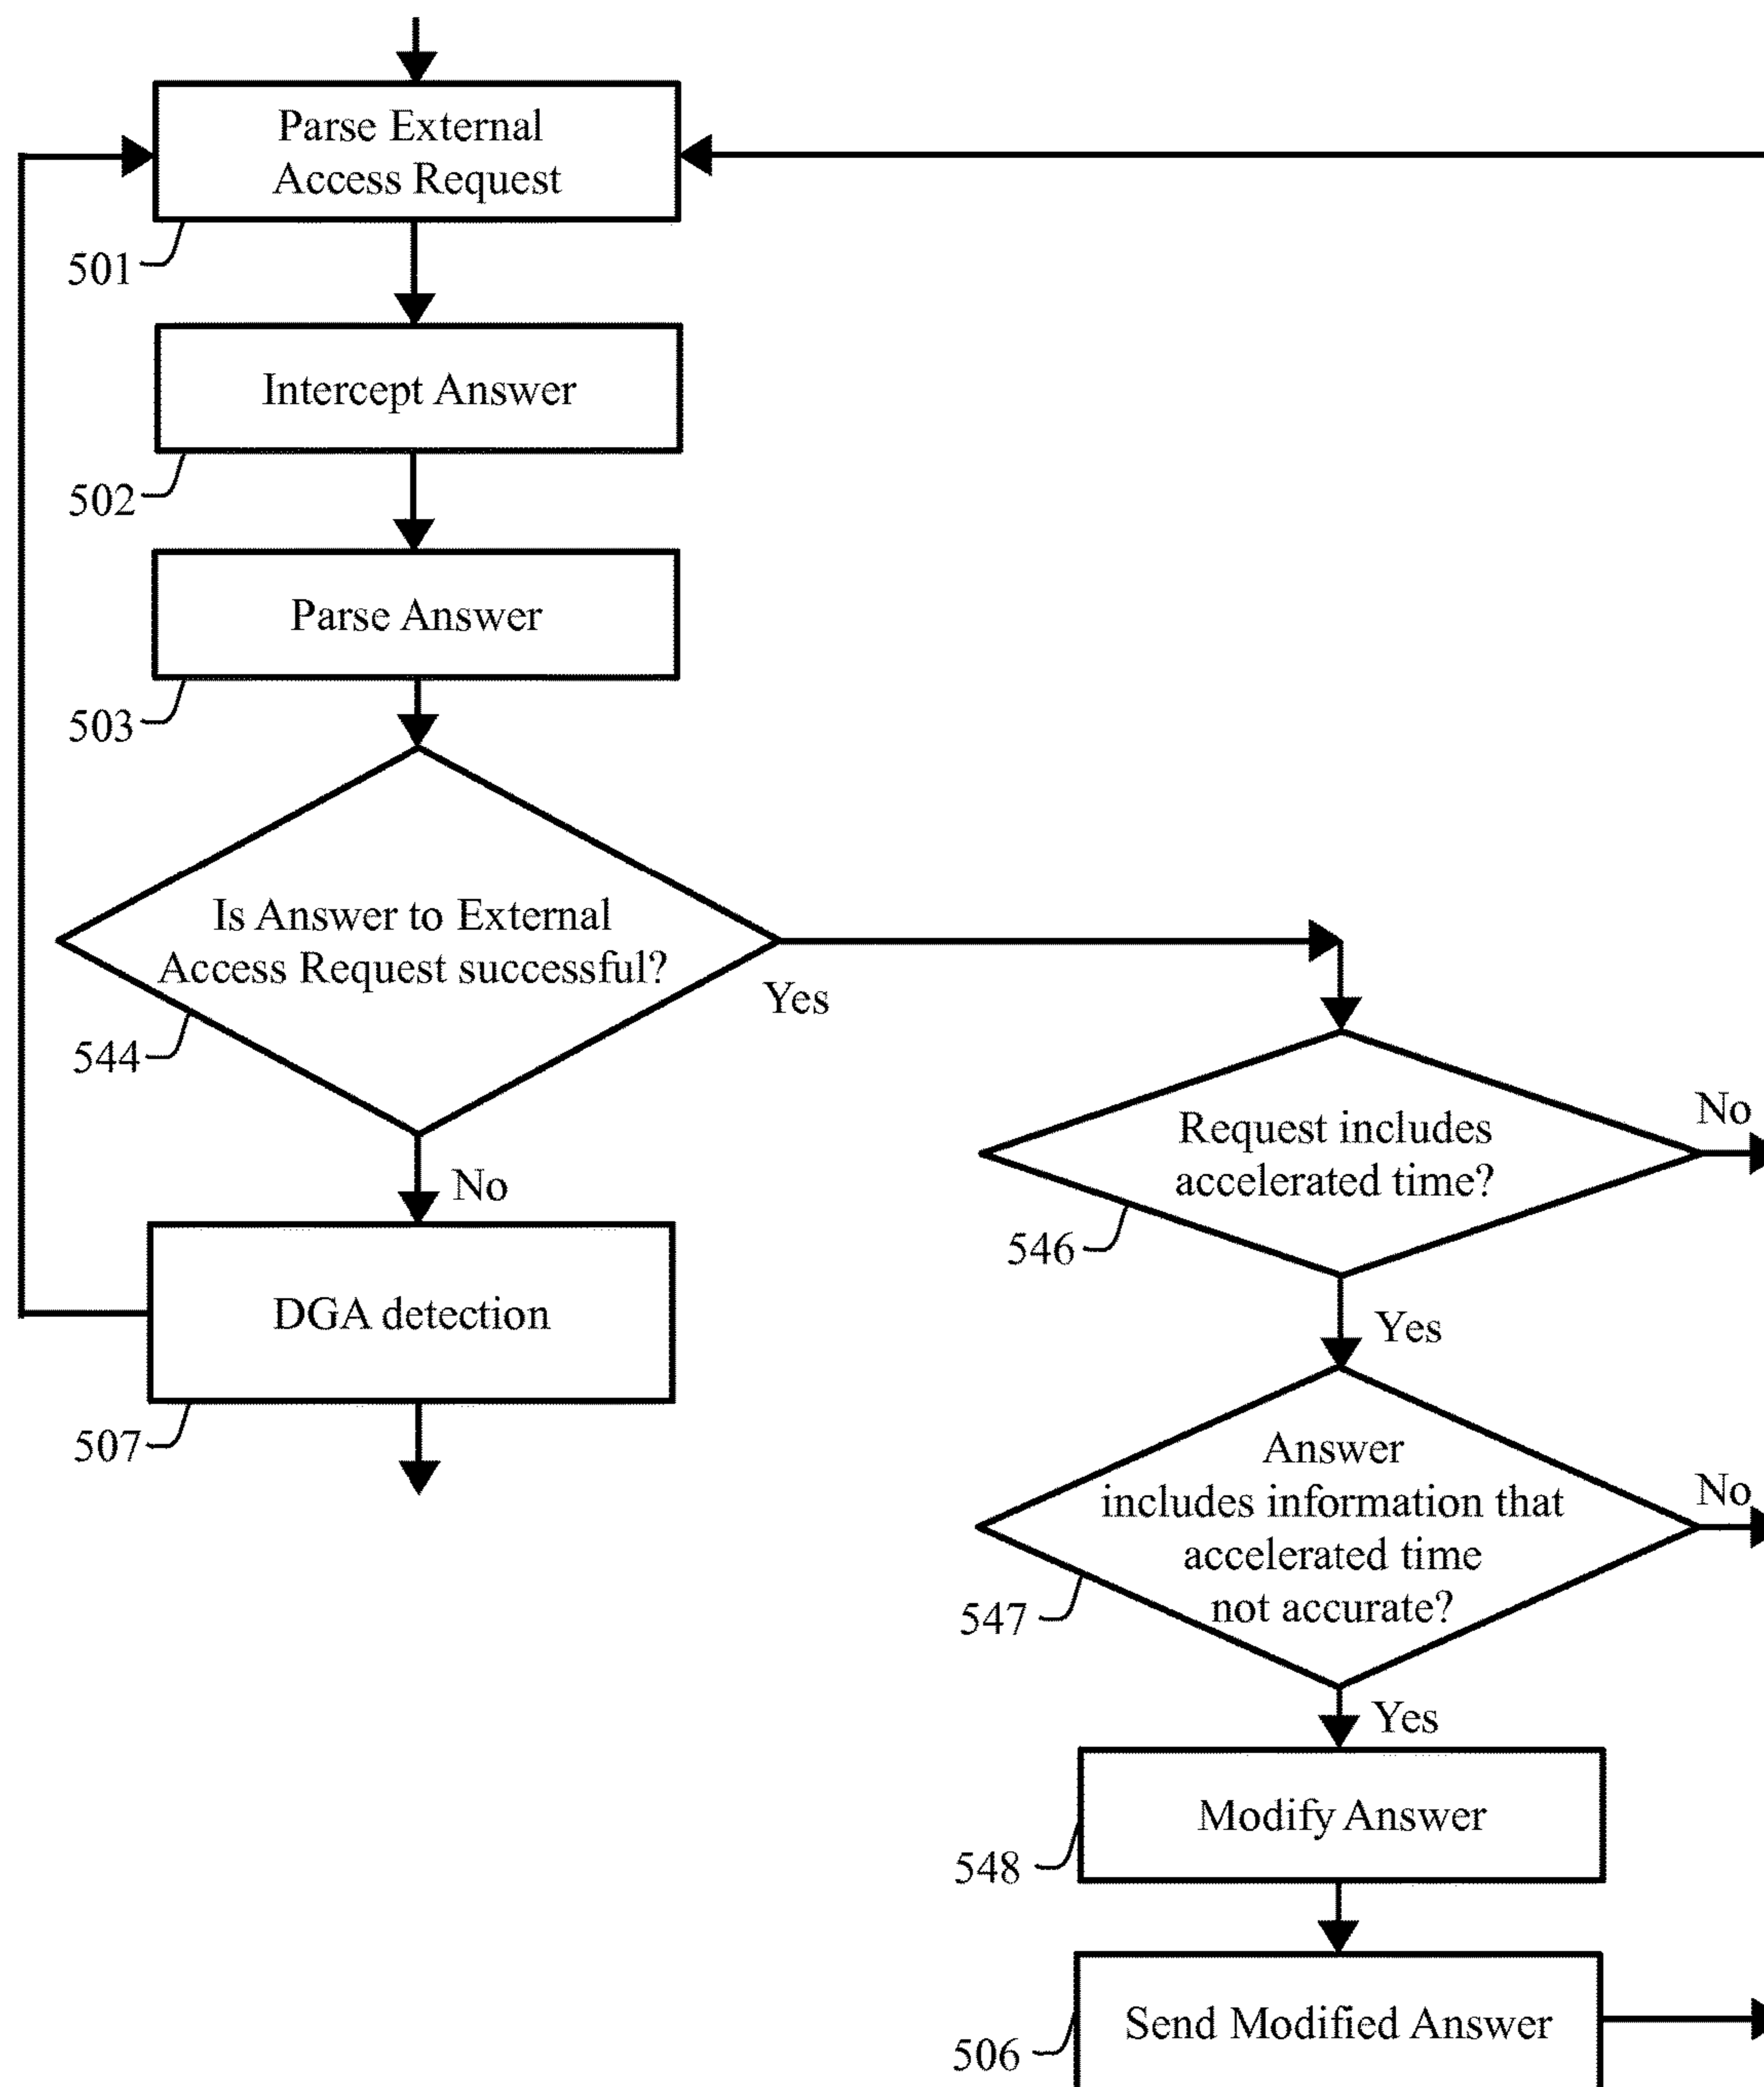 Parse External
Access Request
501
Intercept Answer
502
Parse Answer
503
Is Answer to External
Access Request successful?
Yes
544
No
DGA detection
507
Request includes
accelerated time?
No
546
Yes
Answer
includes information that
accelerated time
not accurate?
No
547
Yes
Modify Answer
548
Send Modified Answer
506